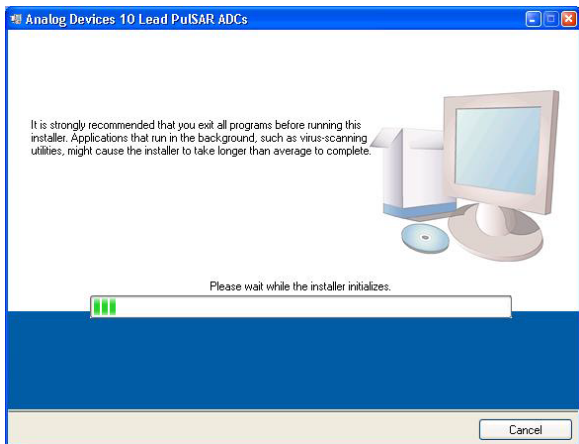 Analog Devices 10 Lead PulSAR ADCs
It is strongly recommended that you exit all programs before running this
installer. Applications that run in the background, such as virus-scanning
utilities, might cause the installer to take longer than average to complete.
Please wait while the installer initializes.
Cancel